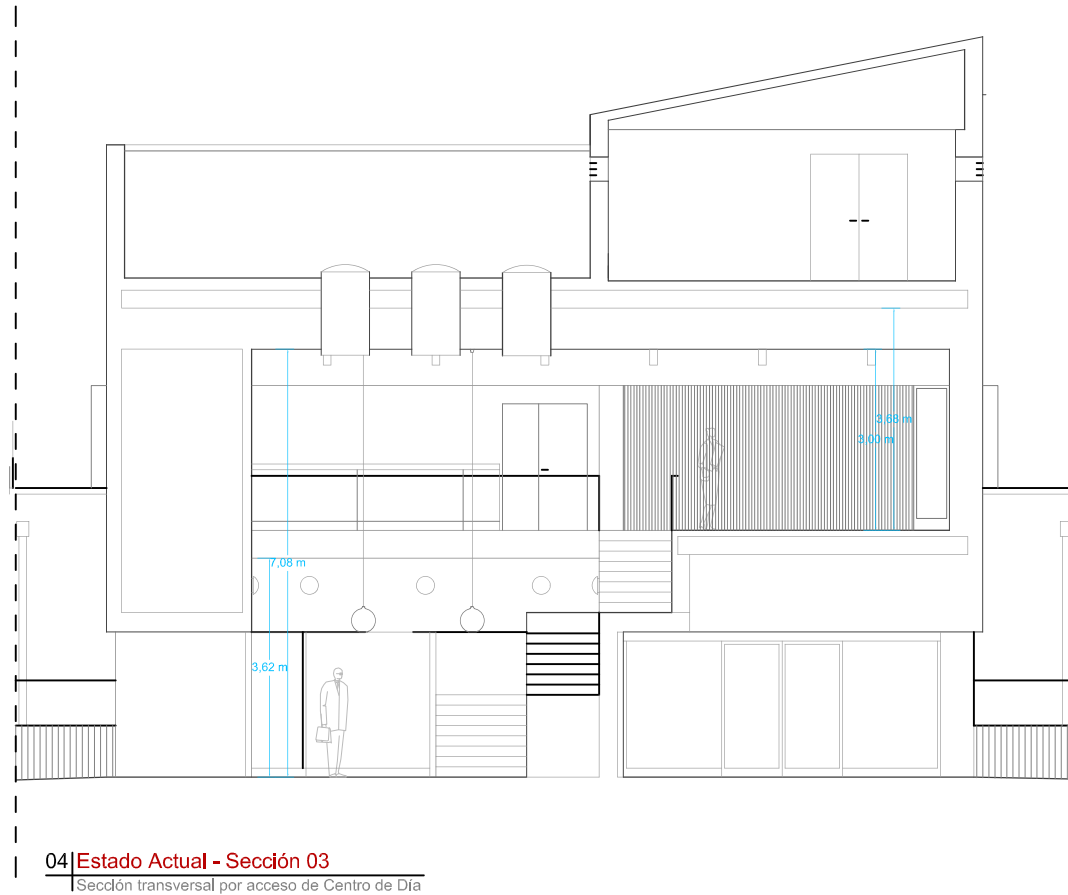 3,68 m
3,00 m
7,08 m
3,62 m
04 Estado Actual - Sección 03
Sección transversal por acceso de Centro de Día